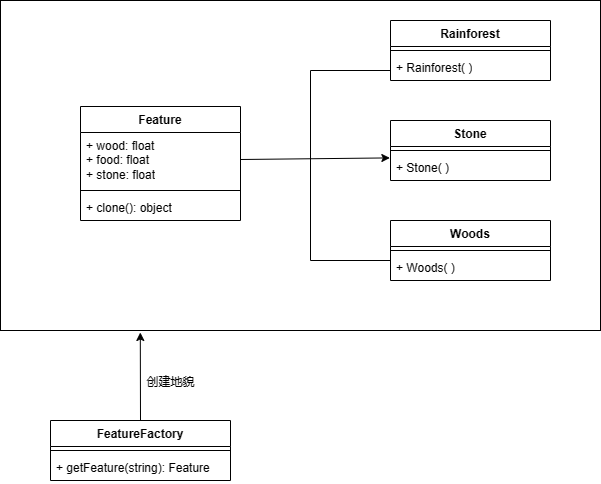 Rainforest
+ Rainforest( )
Feature
+ wood: float
+ food: float
+ stone: float
+ clone(): object
Stone
+ Stone( )
Woods
+ Woods( )
创建地貌
FeatureFactory
+ getFeature(string): Feature